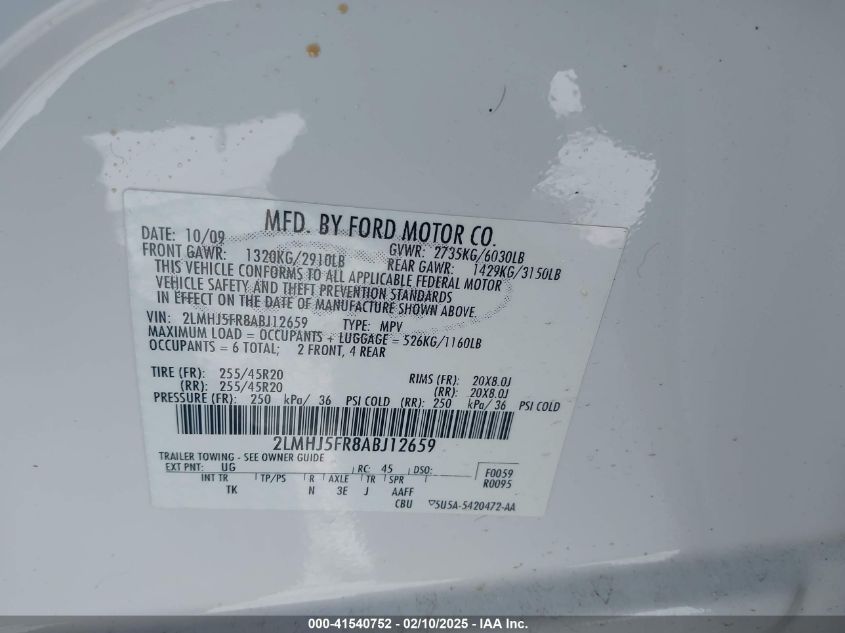 MFD. BY FORD MOTOR CO.
DATE: 10/09 GVWR: 2735KG/6030LB
FRONT GAWR: 1320KG/2910LB REAR GAWR: 1429KG/3150LB
THIS VEHICLE CONFORMS TO ALL APPLICABLE FEDERAL MOTOR
VEHICLE SAFETY AND THEFT PREVENTION STANDARDS
IN EFFECT ON THE DATE OF MANUFACTURE SHOWN ABOVE.
VIN: 2LMHJ5FR8ABJ12659 TYPE: MPV
MAXIMUM LOAD = OCCUPANTS + LUGGAGE = 526KG/1160LB
OCCUPANTS = 6 TOTAL; 2 FRONT, 4 REAR
TIRE (FR): 255/45R20 RIMS (FR): 20X8.0J
(RR): 255/45R20 (RR): 20X8.0J
PRESSURE (FR): 250 kPa/ 36 PSI COLD (RR): 250 kPa/ 36 PSI COLD
2LMHJ5FR8ABJ12659
TRAILER TOWING - SEE OWNER GUIDE
EXT PNT: UG RC: 45 DSO: F0059
INT TR TP/PS R AXLE TR SPR R0095
TK N 3E J AAFF
CBU 5U5A-5420472-AA
000-41540752 — 02/10/2025 — IAA Inc.